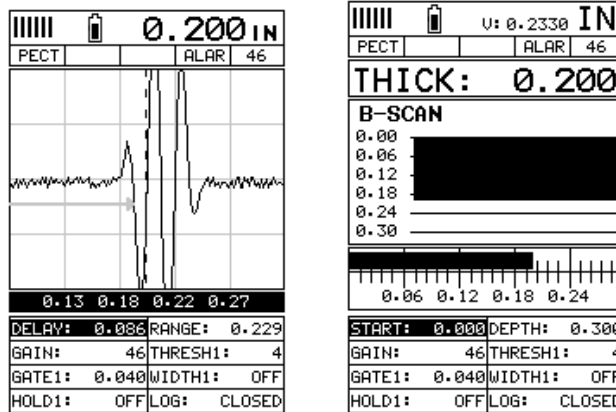 0.200 IN
PECT ALAR 46
0.13 0.18 0.22 0.27
DELAY: 0.086 RANGE: 0.229
GAIN: 46 THRESH1: 4
GATE1: 0.040 WIDTH1: OFF
HOLD1: OFF LOG: CLOSED
V: 0.2330 IN
PECT ALAR 46
THICK: 0.200
B-SCAN
0.00
0.06
0.12
0.18
0.24
0.30
0.06 0.12 0.18 0.24
START: 0.000 DEPTH: 0.300
GAIN: 46 THRESH1: 4
GATE1: 0.040 WIDTH1: OFF
HOLD1: OFF LOG: CLOSED